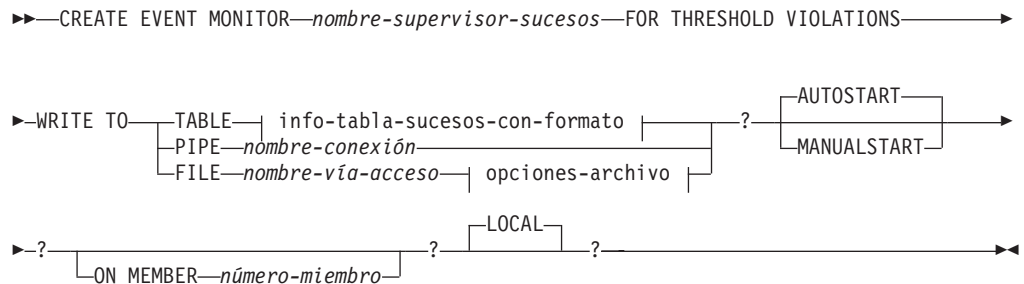 CREATE EVENT MONITOR nombre-supervisor-sucesos FOR THRESHOLD VIOLATIONS
AUTOSTART
WRITE TO TABLE info-tabla-sucesos-con-formato ?
PIPE nombre-conexión MANUALSTART
FILE nombre-vía-acceso opciones-archivo
LOCAL
? ? ?
ON MEMBER número-miembro